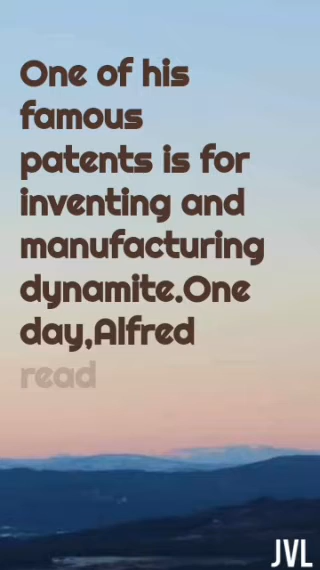 One of his
famous
patents is for
inventing and
manufacturing
dynamite.One
day,Alfred
read
JVL